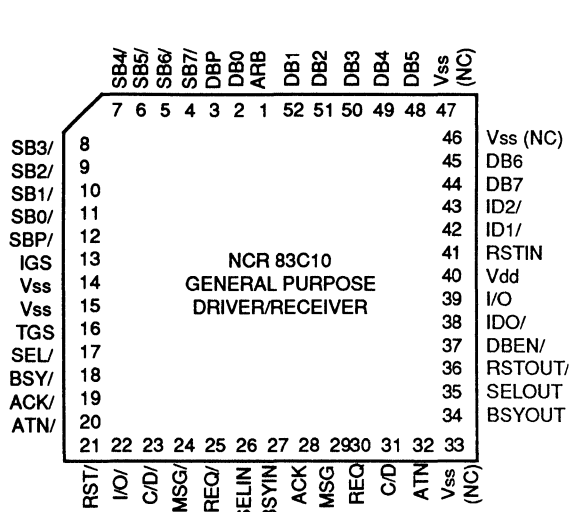 SB4/ SB5/ SB6/ SB7/ DBP DB0 ARB DB1 DB2 DB3 DB4 DB5 Vss (NC)
7 6 5 4 3 2 1 52 51 50 49 48 47
SB3/ 8
SB2/ 9
SB1/ 10
SB0/ 11
SBP/ 12
IGS 13
Vss 14
Vss 15
TGS 16
SEL/ 17
BSY/ 18
ACK/ 19
ATN/ 20
NCR 83C10
GENERAL PURPOSE
DRIVER/RECEIVER
46 Vss (NC)
45 DB6
44 DB7
43 ID2/
42 ID1/
41 RSTIN
40 Vdd
39 I/O
38 IDO/
37 DBEN/
36 RSTOUT/
35 SELOUT
34 BSYOUT
21 22 23 24 25 26 27 28 29 30 31 32 33
RST/ I/O/ C/D/ MSG/ REQ/ SELIN BSYIN ACK MSG REQ C/D ATN Vss (NC)